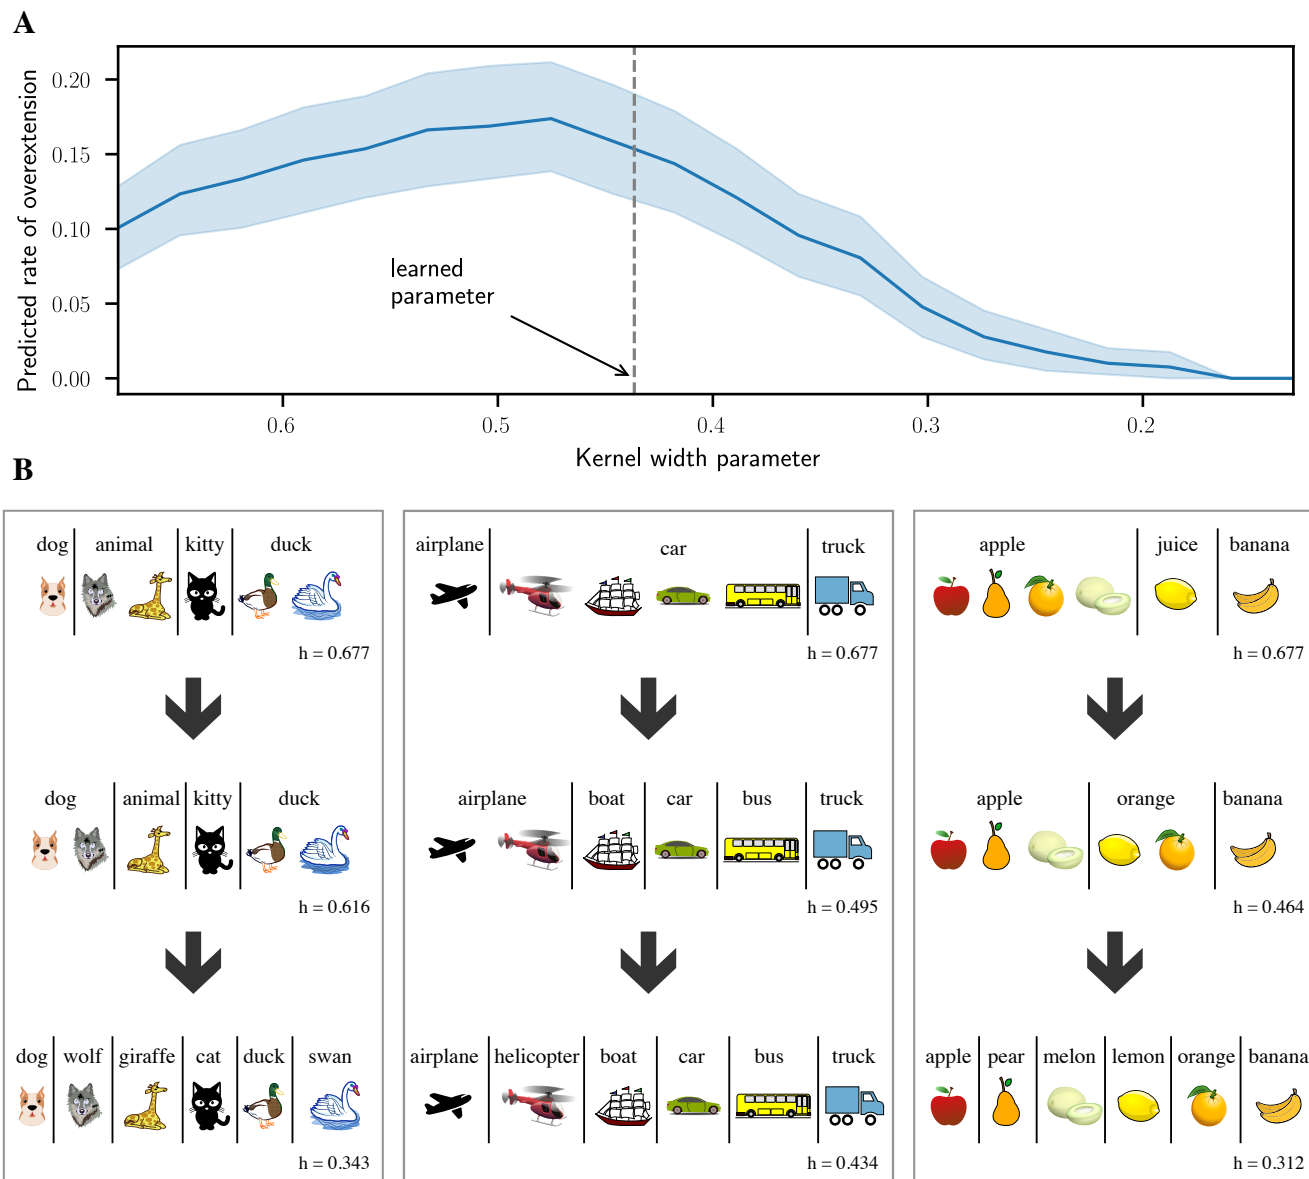 A
Predicted rate of overextension
0.20
0.15
0.10
0.05
0.00
learned
parameter
0.6 0.5 0.4 0.3 0.2
Kernel width parameter
B
dog animal kitty duck
h = 0.677
dog animal kitty duck
h = 0.616
dog wolf giraffe cat duck swan
h = 0.343
airplane car truck
h = 0.677
airplane boat car bus truck
h = 0.495
airplane helicopter boat car bus truck
h = 0.434
apple juice banana
h = 0.677
apple orange banana
h = 0.464
apple pear melon lemon orange banana
h = 0.312